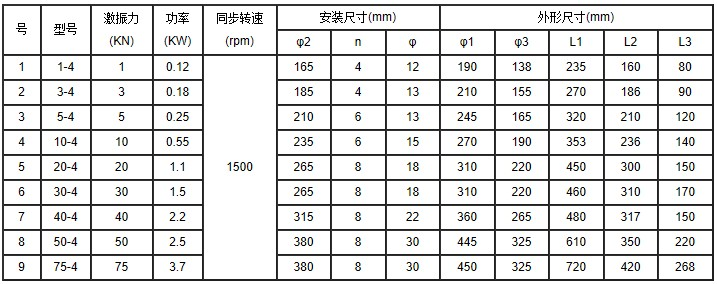 号 型号 激振力 (KN) 功率 (KW) 同步转速 (rpm) 安装尺寸(mm) 外形尺寸(mm)
φ2 n φ φ1 φ3 L1 L2 L3
1 1-4 1 0.12 165 4 12 190 138 235 160 80
2 3-4 3 0.18 185 4 13 210 155 270 186 90
3 5-4 5 0.25 210 6 13 245 165 320 210 120
4 10-4 10 0.55 235 6 15 270 190 353 236 140
5 20-4 20 1.1 1500 265 8 18 310 220 450 300 150
6 30-4 30 1.5 265 8 18 310 220 460 310 170
7 40-4 40 2.2 315 8 22 360 265 480 317 150
8 50-4 50 2.5 380 8 30 445 325 610 350 220
9 75-4 75 3.7 380 8 30 450 325 720 420 268